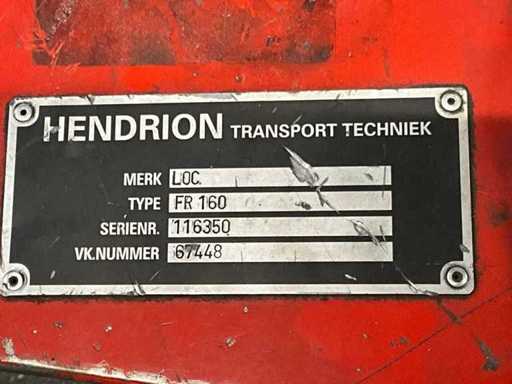 HENDRION TRANSPORT TECHNIEK
MERK LOC
TYPE FR 160
SERIENR. 116350
VK.NUMMER 67448